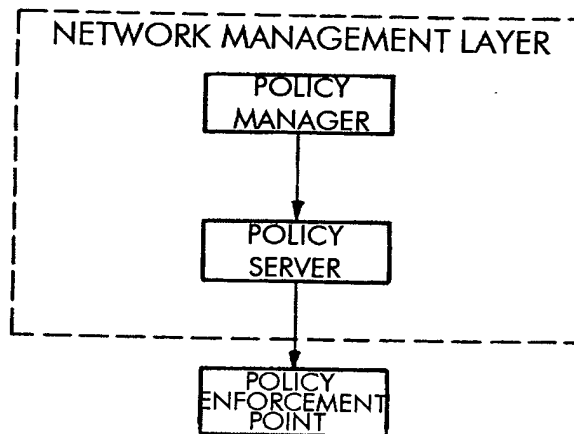 NETWORK MANAGEMENT LAYER
POLICY
MANAGER
POLICY
SERVER
POLICY
ENFORCEMENT
POINT